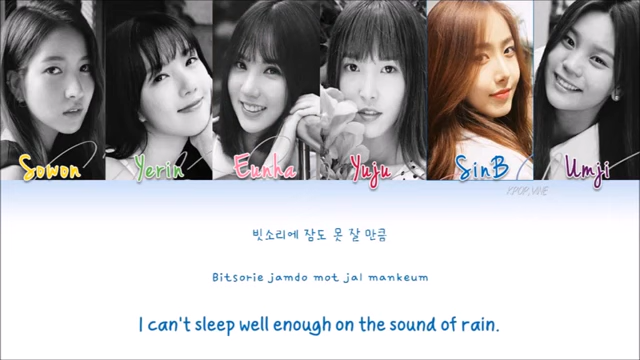 Sowon
Yerin
Eunha
Yuju
SinB
Umji
KPOP_VIVE
빗소리에 잠도 못 잘 만큼
Bitsorie jamdo mot jal mankeum
I can't sleep well enough on the sound of rain.